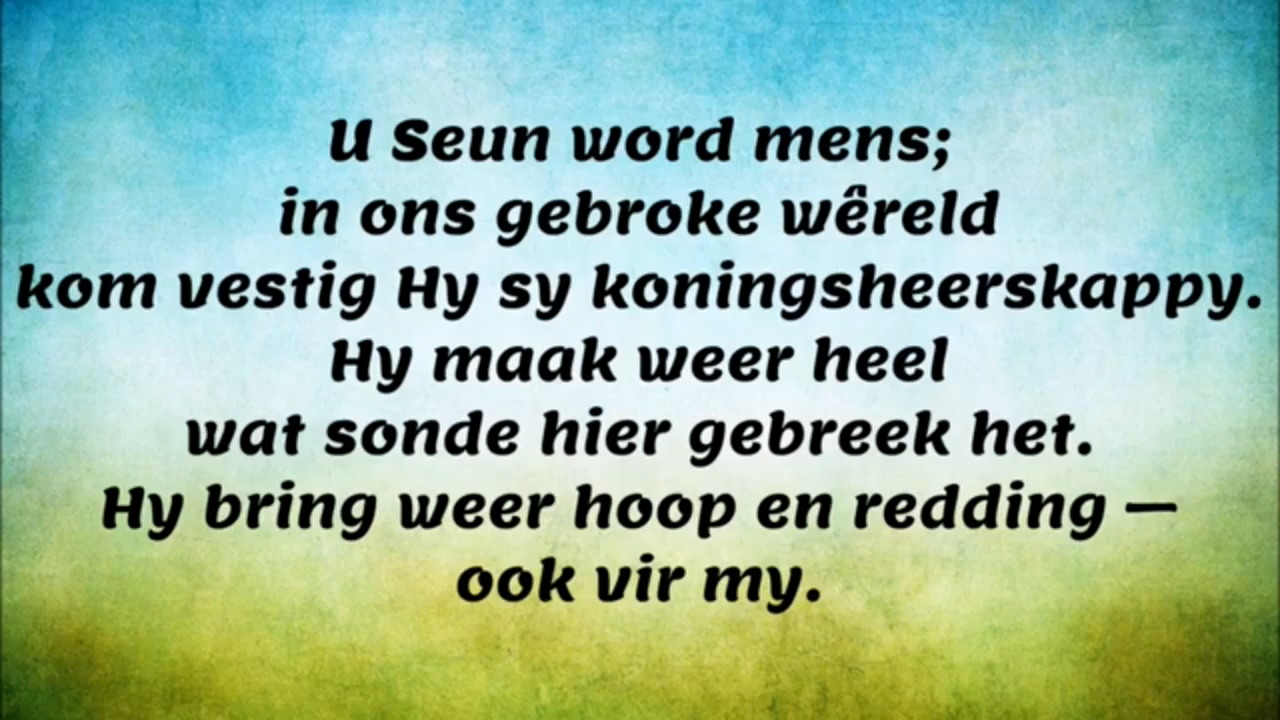 U Seun word mens;
in ons gebroke wêreld
kom vestig Hy sy koningsheerskappy.
Hy maak weer heel
wat sonde hier gebreek het.
Hy bring weer hoop en redding —
ook vir my.